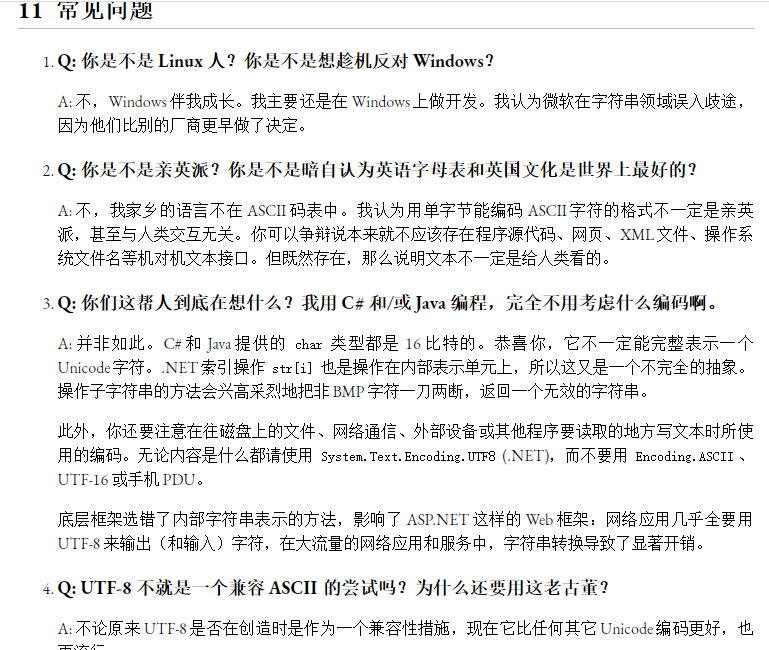 11 常见问题
1. Q: 你是不是 Linux 人？你是不是想趁机反对 Windows？
A: 不，Windows 伴我成长。我主要还是在 Windows 上做开发。我认为微软在字符串领域误入歧途，
因为他们比别的厂商更早做了决定。
2. Q: 你是不是亲英派？你是不是暗自认为英语字母表和英国文化是世界上最好的？
A: 不，我家乡的语言不在 ASCII 码表中。我认为用单字节能编码 ASCII 字符的格式不一定是亲英
派，甚至与人类交互无关。你可以争辩说本来就不应该存在程序源代码、网页、XML 文件、操作系
统文件名等机对机文本接口。但既然存在，那么说明文本不一定是给人类看的。
3. Q: 你们这帮人到底在想什么？我用 C# 和/或 Java 编程，完全不用考虑什么编码啊。
A: 并非如此。C# 和 Java 提供的 char 类型都是 16 比特的。恭喜你，它不一定能完整表示一个
Unicode 字符。.NET 索引操作 str[i] 也是操作在内部表示单元上，所以这又是一个不完全的抽象。
操作子字符串的方法会兴高采烈地把非 BMP 字符一刀两断，返回一个无效的字符串。
此外，你还要注意在往磁盘上的文件、网络通信、外部设备或其他程序要读取的地方写文本时所使
用的编码。无论内容是什么都请使用 System.Text.Encoding.UTF8 (.NET)，而不要用 Encoding.ASCII 、
UTF-16 或手机 PDU。
底层框架选错了内部字符串表示的方法，影响了 ASP.NET 这样的 Web 框架：网络应用几乎全要用
UTF-8 来输出（和输入）字符，在大流量的网络应用和服务中，字符串转换导致了显著开销。
4. Q: UTF-8 不就是一个兼容 ASCII 的尝试吗？为什么还要用这老古董？
A: 不论原来 UTF-8 是否在创造时是作为一个兼容性措施，现在它比任何其它 Unicode 编码更好，也